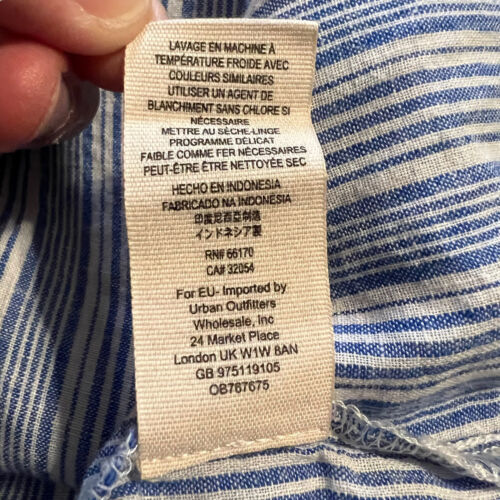 LAVAGE EN MACHINE À
TEMPÉRATURE FROIDE AVEC
COULEURS SIMILAIRES
UTILISER UN AGENT DE
BLANCHIMENT SANS CHLORE SI
NÉCESSAIRE
METTRE AU SÈCHE-LINGE
PROGRAMME DÉLICAT
FAIBLE COMME FER NÉCESSAIRES
PEUT-ÊTRE ÊTRE NETTOYÉE SEC
HECHO EN INDONESIA
FABRICADO NA INDONESIA
印度尼西亞制造
インドネシア製
RN# 66170
CA# 32054
For EU- Imported by
Urban Outfitters
Wholesale, Inc
24 Market Place
London UK W1W 8AN
GB 975119105
OB767675